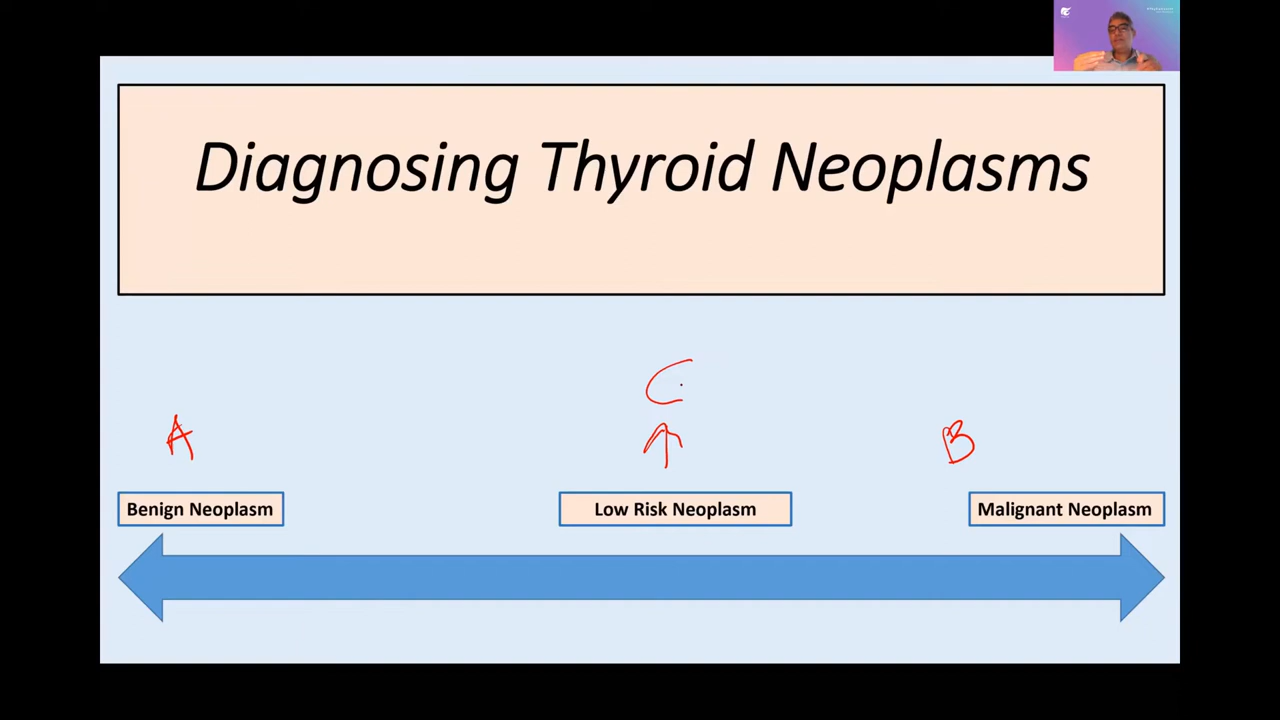 Diagnosing Thyroid Neoplasms
C
A
B
Benign Neoplasm
Low Risk Neoplasm
Malignant Neoplasm